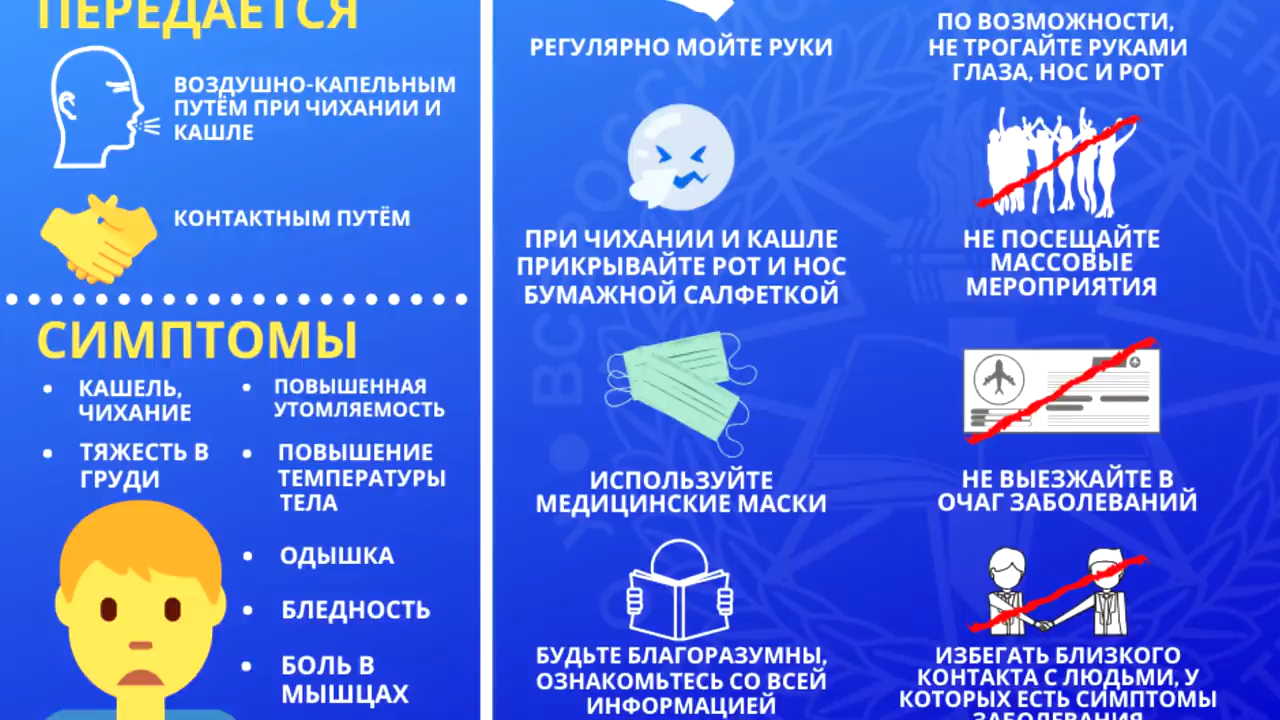 ПЕРЕДАЁТСЯ
ВОЗДУШНО-КАПЕЛЬНЫМ
ПУТЁМ ПРИ ЧИХАНИИ И
КАШЛЕ
КОНТАКТНЫМ ПУТЁМ
СИМПТОМЫ
• КАШЕЛЬ,
ЧИХАНИЕ
• ТЯЖЕСТЬ В
ГРУДИ
• ПОВЫШЕННАЯ
УТОМЛЯЕМОСТЬ
• ПОВЫШЕНИЕ
ТЕМПЕРАТУРЫ
ТЕЛА
• ОДЫШКА
• БЛЕДНОСТЬ
• БОЛЬ В
МЫШЦАХ
РЕГУЛЯРНО МОЙТЕ РУКИ
ПО ВОЗМОЖНОСТИ,
НЕ ТРОГАЙТЕ РУКАМИ
ГЛАЗА, НОС И РОТ
ПРИ ЧИХАНИИ И КАШЛЕ
ПРИКРЫВАЙТЕ РОТ И НОС
БУМАЖНОЙ САЛФЕТКОЙ
НЕ ПОСЕЩАЙТЕ
МАССОВЫЕ
МЕРОПРИЯТИЯ
ИСПОЛЬЗУЙТЕ
МЕДИЦИНСКИЕ МАСКИ
НЕ ВЫЕЗЖАЙТЕ В
ОЧАГ ЗАБОЛЕВАНИЙ
БУДЬТЕ БЛАГОРАЗУМНЫ,
ОЗНАКОМЬТЕСЬ СО ВСЕЙ
ИНФОРМАЦИЕЙ
ИЗБЕГАТЬ БЛИЗКОГО
КОНТАКТА С ЛЮДЬМИ, У
КОТОРЫХ ЕСТЬ СИМПТОМЫ
ЗАБОЛЕВАНИЯ